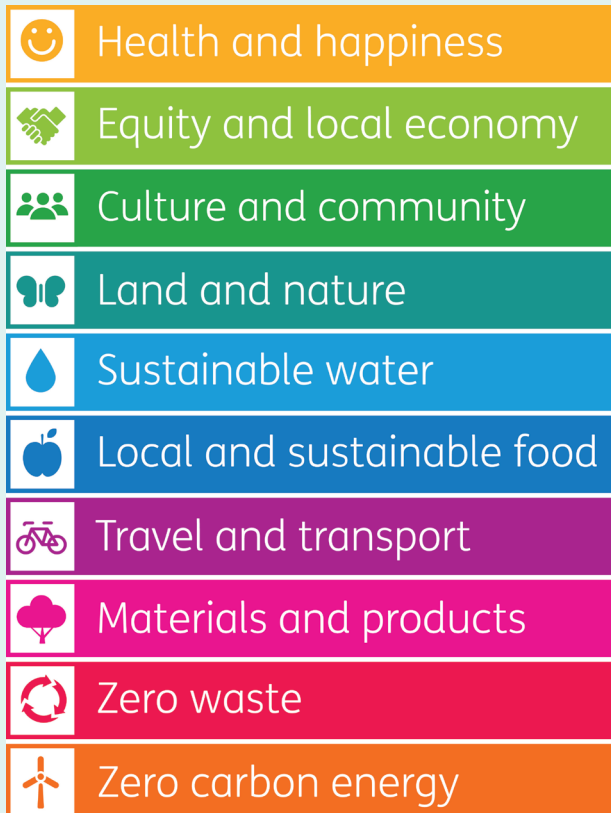 Health and happiness
Equity and local economy
Culture and community
Land and nature
Sustainable water
Local and sustainable food
Travel and transport
Materials and products
Zero waste
Zero carbon energy